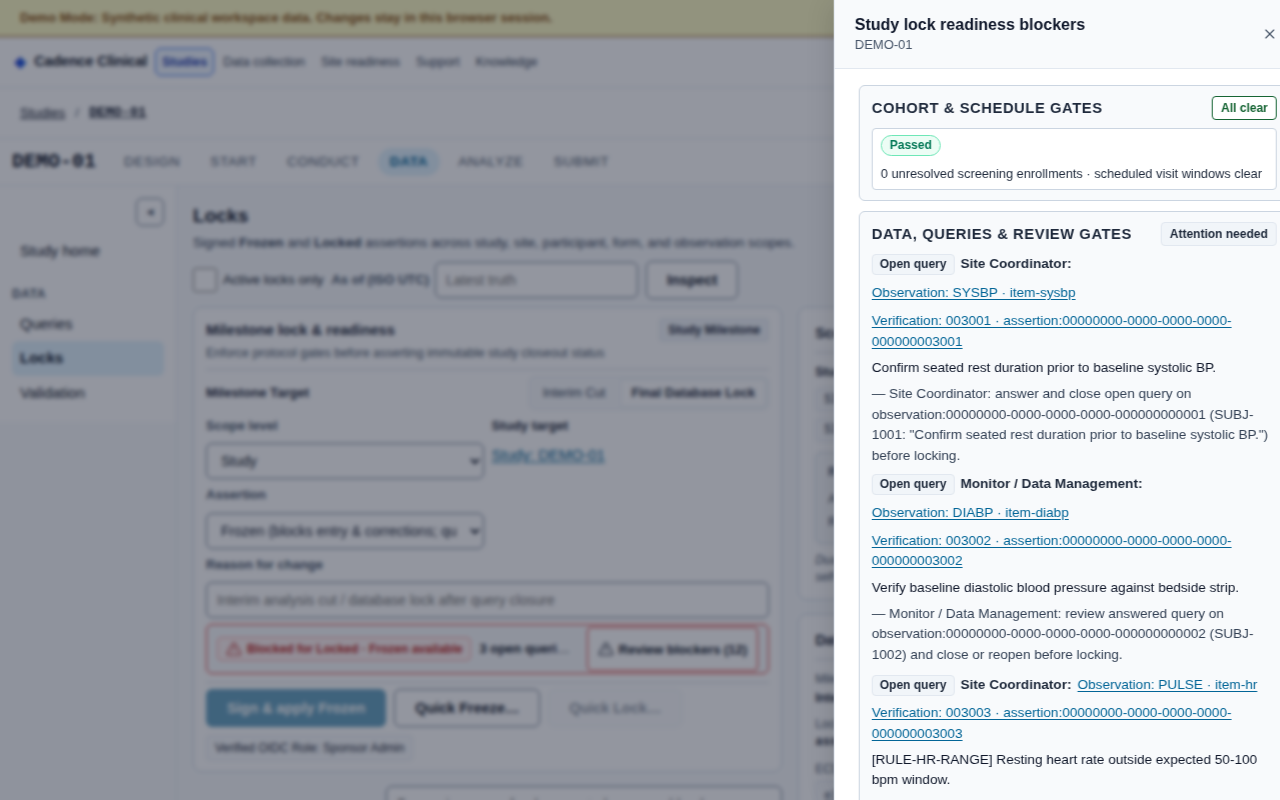 Demo Mode: Synthetic clinical workspace data. Changes stay in this browser session.
Cadence Clinical Studies Data collection Site readiness Support Knowledge
Studies / DEMO-01
DEMO-01 DESIGN START CONDUCT DATA ANALYZE SUBMIT
Study home
DATA
Queries
Locks
Validation
Locks
Signed Frozen and Locked assertions across study, site, participant, form, and observation scopes.
Active locks only As of (ISO UTC) Latest truth Inspect
Milestone lock & readiness Study Milestone
Enforce protocol gates before asserting immutable study closeout status
Milestone Target Interim Cut Final Database Lock
Scope level Study target
Study Study: DEMO-01
Assertion
Frozen (blocks entry & corrections; qu
Reason for change
Interim analysis cut / database lock after query closure
Blocked for Locked · Frozen available 3 open queri… Review blockers (12)
Sign & apply Frozen Quick Freeze… Quick Lock…
Verified OIDC Role: Sponsor Admin
Study lock readiness blockers
DEMO-01
×
COHORT & SCHEDULE GATES All clear
Passed
0 unresolved screening enrollments · scheduled visit windows clear
DATA, QUERIES & REVIEW GATES Attention needed
Open query Site Coordinator:
Observation: SYSBP · item-sysbp
Verification: 003001 · assertion:00000000-0000-0000-0000-
000000003001
Confirm seated rest duration prior to baseline systolic BP.
— Site Coordinator: answer and close open query on
observation:00000000-0000-0000-0000-000000000001 (SUBJ-
1001: "Confirm seated rest duration prior to baseline systolic BP.")
before locking.
Open query Monitor / Data Management:
Observation: DIABP · item-diabp
Verification: 003002 · assertion:00000000-0000-0000-0000-
000000003002
Verify baseline diastolic blood pressure against bedside strip.
— Monitor / Data Management: review answered query on
observation:00000000-0000-0000-0000-000000000002 (SUBJ-
1002) and close or reopen before locking.
Open query Site Coordinator: Observation: PULSE · item-hr
Verification: 003003 · assertion:00000000-0000-0000-0000-
000000003003
[RULE-HR-RANGE] Resting heart rate outside expected 50-100
bpm window.